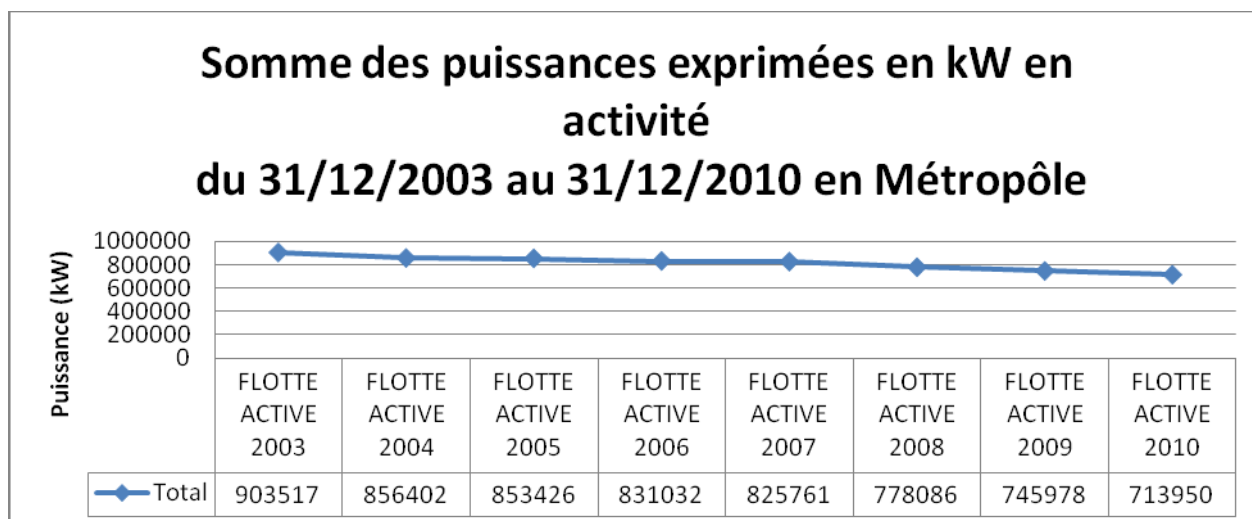 Somme des puissances exprimées en kW en
activité
du 31/12/2003 au 31/12/2010 en Métropôle
Puissance (kW)
1000000
800000
600000
400000
200000
0
FLOTTE ACTIVE 2003
FLOTTE ACTIVE 2004
FLOTTE ACTIVE 2005
FLOTTE ACTIVE 2006
FLOTTE ACTIVE 2007
FLOTTE ACTIVE 2008
FLOTTE ACTIVE 2009
FLOTTE ACTIVE 2010
Total 903517 856402 853426 831032 825761 778086 745978 713950